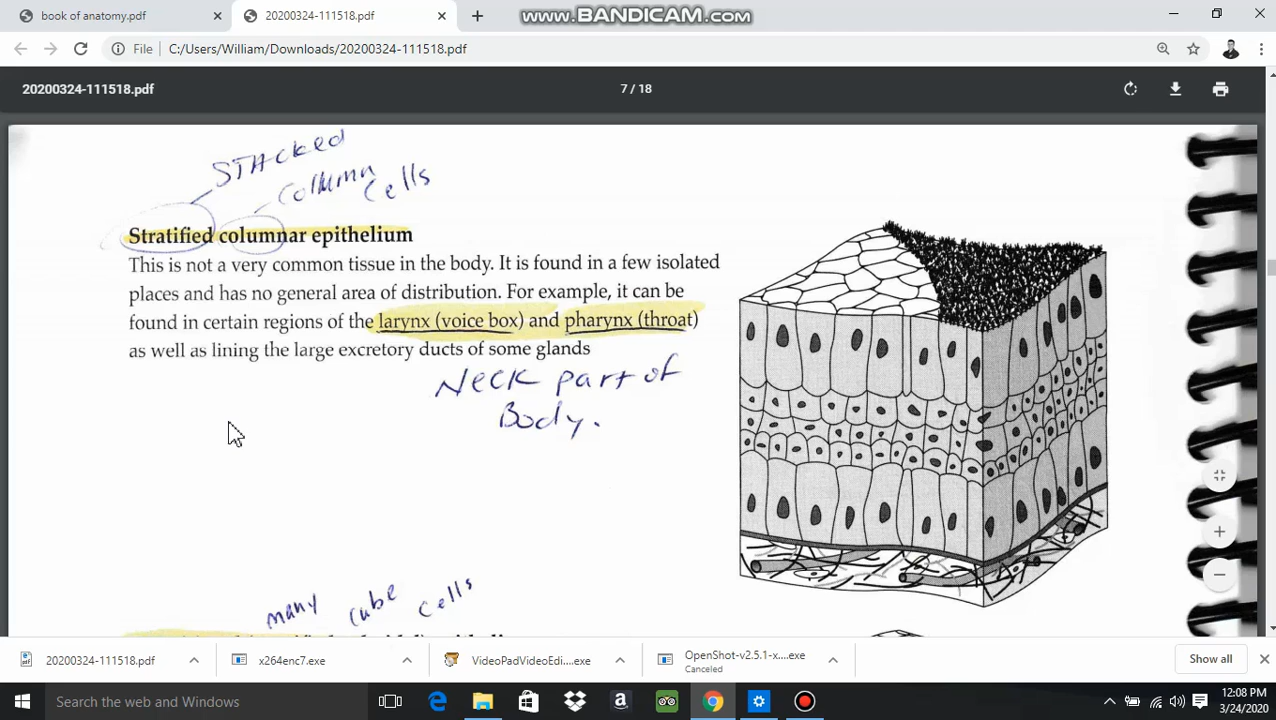 book of anatomy.pdf
20200324-111518.pdf
www.BANDICAM.com
File
C:/Users/William/Downloads/20200324-111518.pdf
20200324-111518.pdf
7 / 18
STACKED
Column
Cells
Stratified columnar epithelium
This is not a very common tissue in the body. It is found in a few isolated
places and has no general area of distribution. For example, it can be
found in certain regions of the larynx (voice box) and pharynx (throat)
as well as lining the large excretory ducts of some glands
Neck part of
Body.
many cube cells
20200324-111518.pdf
x264enc7.exe
VideoPadVideoEdi....exe
OpenShot-v2.5.1-x....exe
Canceled
Show all
Search the web and Windows
12:08 PM
3/24/2020